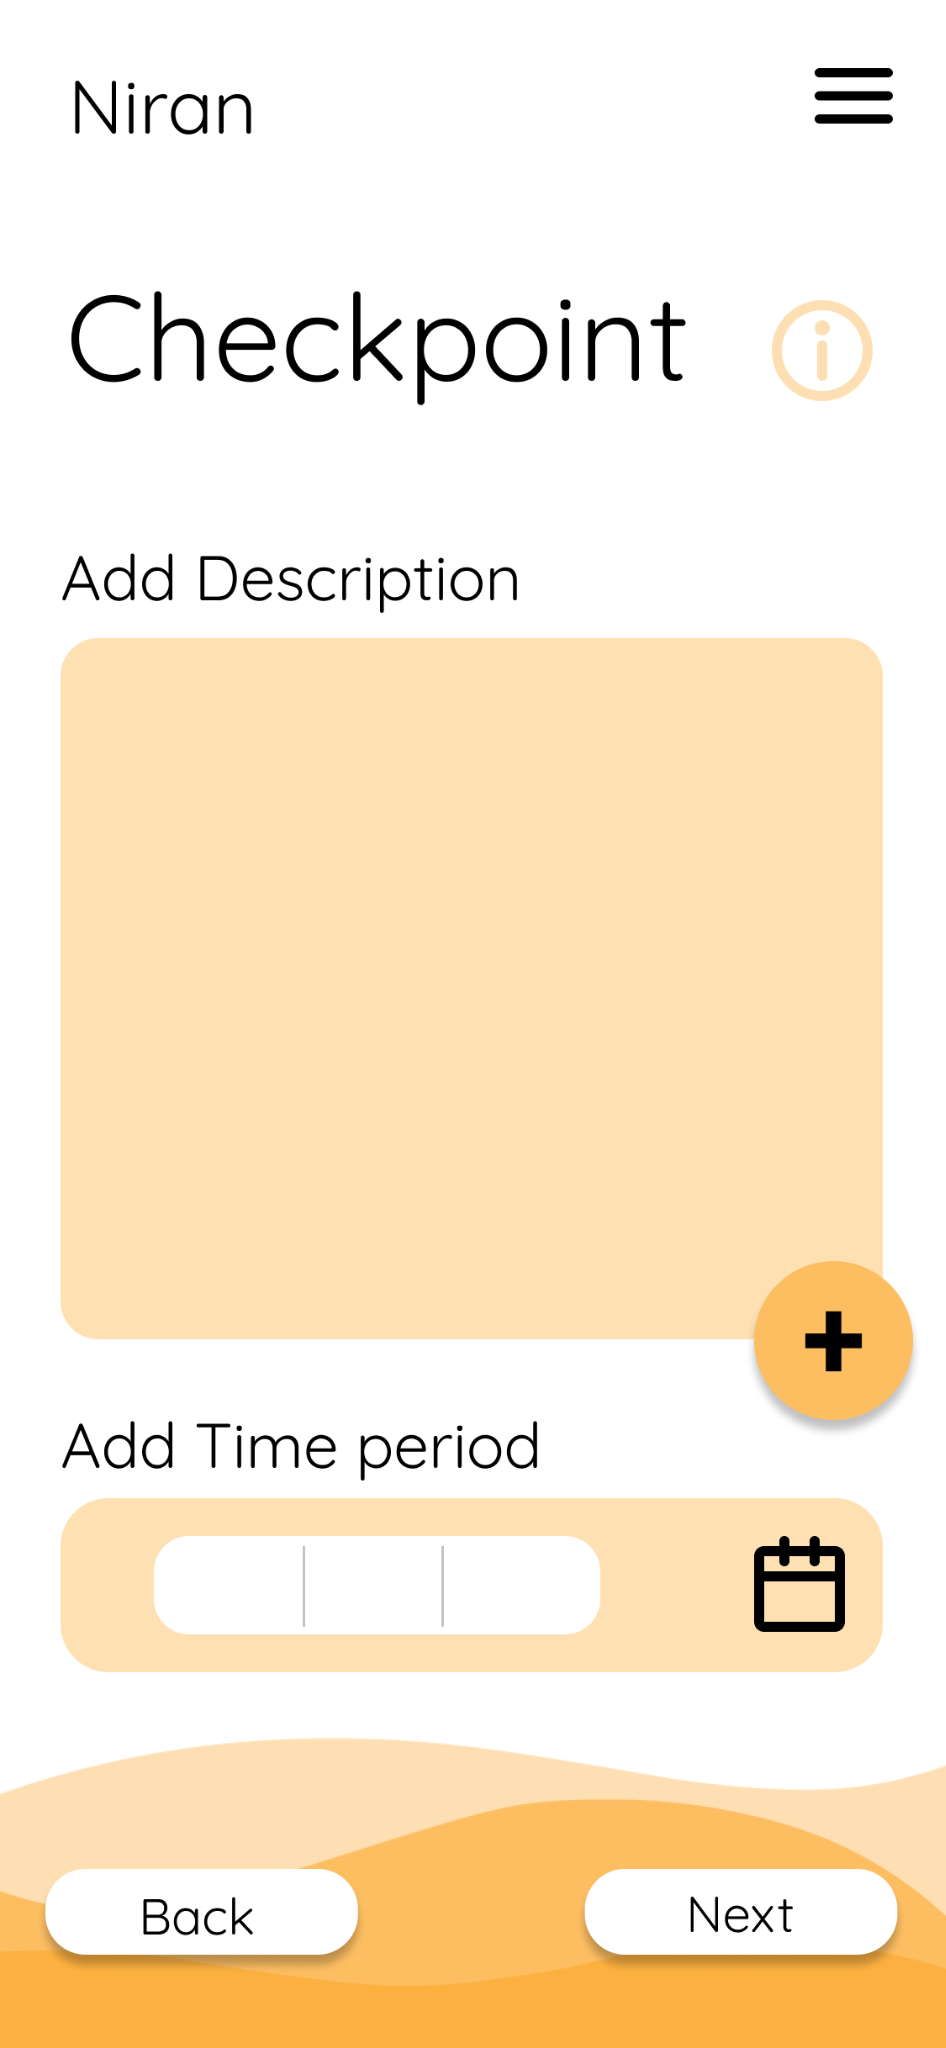 Niran
Checkpoint
Add Description
Add Time period
Back
Next